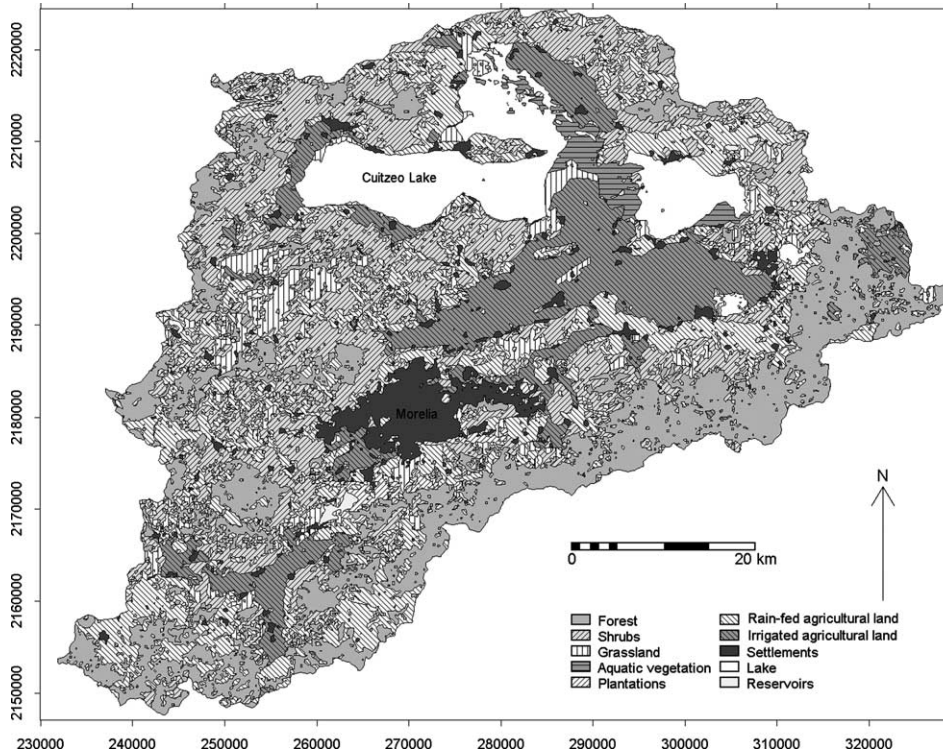 2220000
2210000
2200000
2190000
2180000
2170000
2160000
2150000
Cuitzeo Lake
Morelia
N
0 20 km
Forest
Shrubs
Grassland
Aquatic vegetation
Plantations
Rain-fed agricultural land
Irrigated agricultural land
Settlements
Lake
Reservoirs
230000 240000 250000 260000 270000 280000 290000 300000 310000 320000